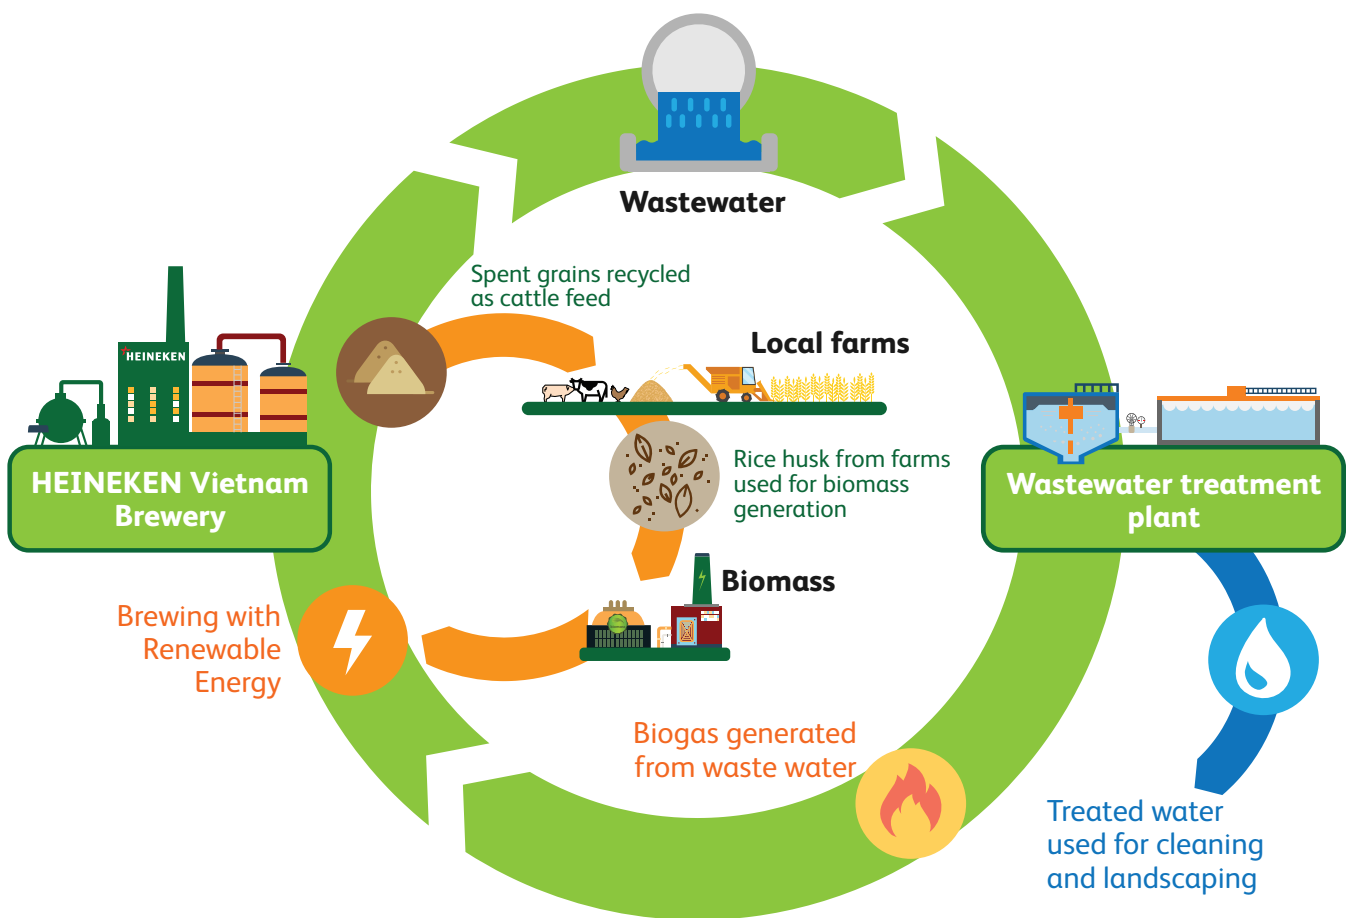 Wastewater
Spent grains recycled
as cattle feed
Local farms
HEINEKEN
HEINEKEN Vietnam
Brewery
Rice husk from farms
used for biomass
generation
Wastewater treatment
plant
Biomass
Brewing with
Renewable
Energy
Biogas generated
from waste water
Treated water
used for cleaning
and landscaping